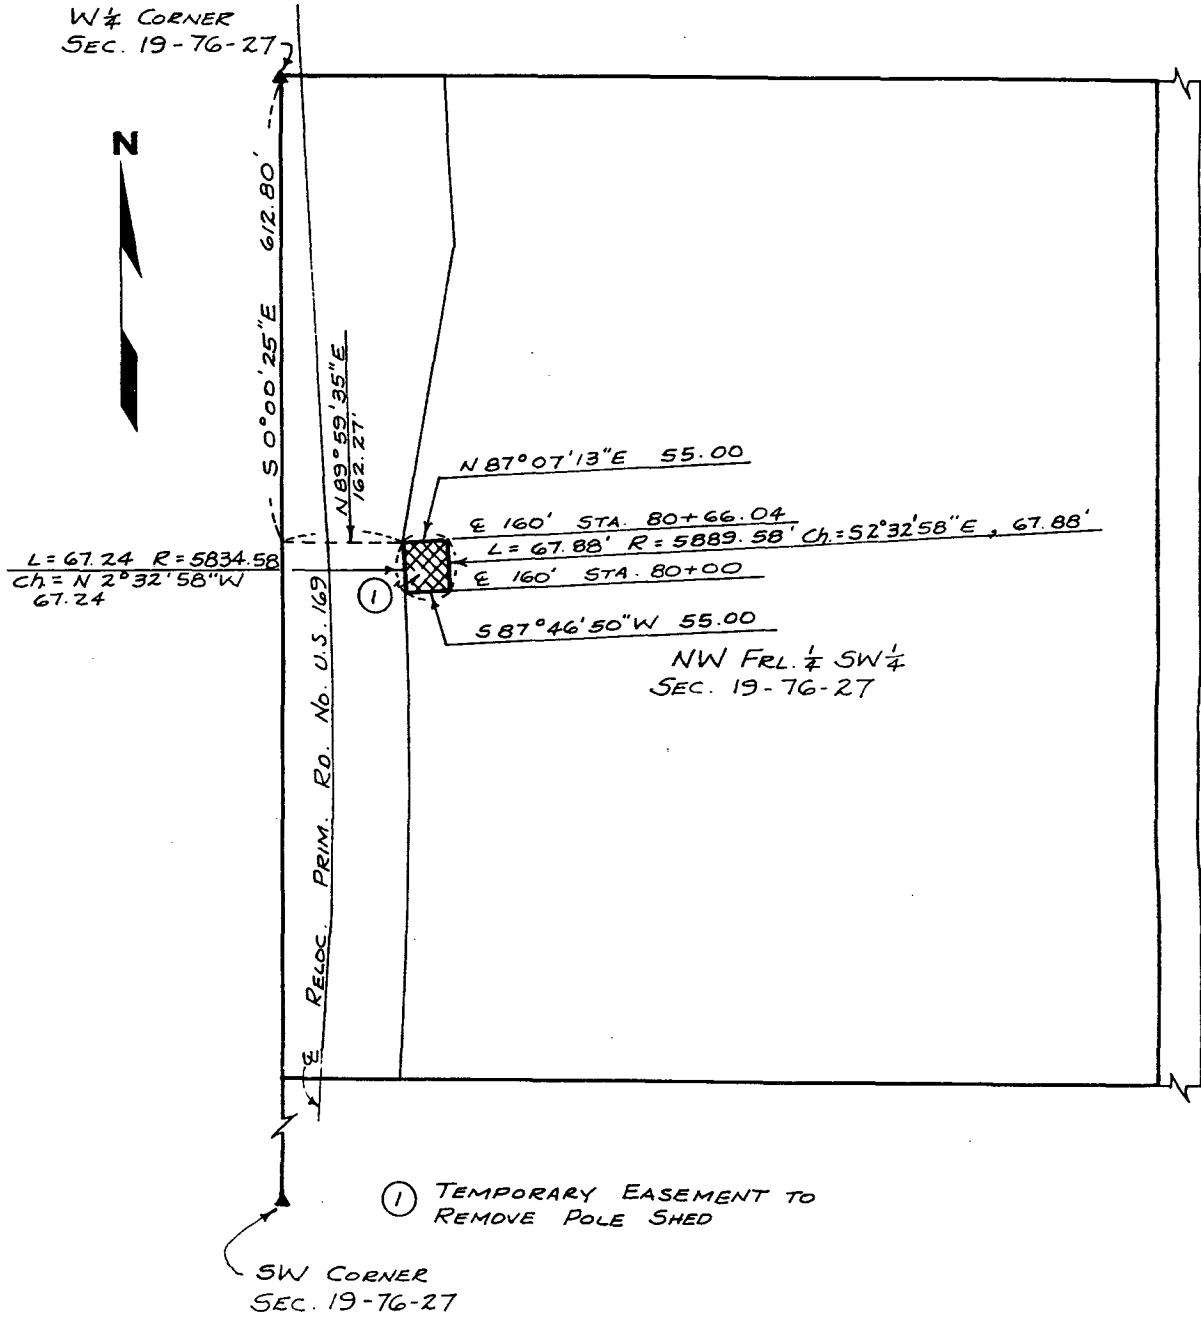 W 1/4 CORNER
SEC. 19-76-27
N
S 0°00'25"E 612.80'
N 89°59'35"E
162.27'
N 87°07'13"E 55.00
℄ 160' STA. 80+66.04
L = 67.88' R = 5889.58' Ch.= S2°32'58"E, 67.88'
L = 67.24 R = 5834.58
Ch = N 2°32'58"W
67.24
℄ 160' STA. 80+00
1
S 87°46'50"W 55.00
NW FRL. 1/4 SW 1/4
SEC. 19-76-27
℄ RELOC. PRIM. RD. No. U.S. 169
1 TEMPORARY EASEMENT TO
REMOVE POLE SHED
SW CORNER
SEC. 19-76-27